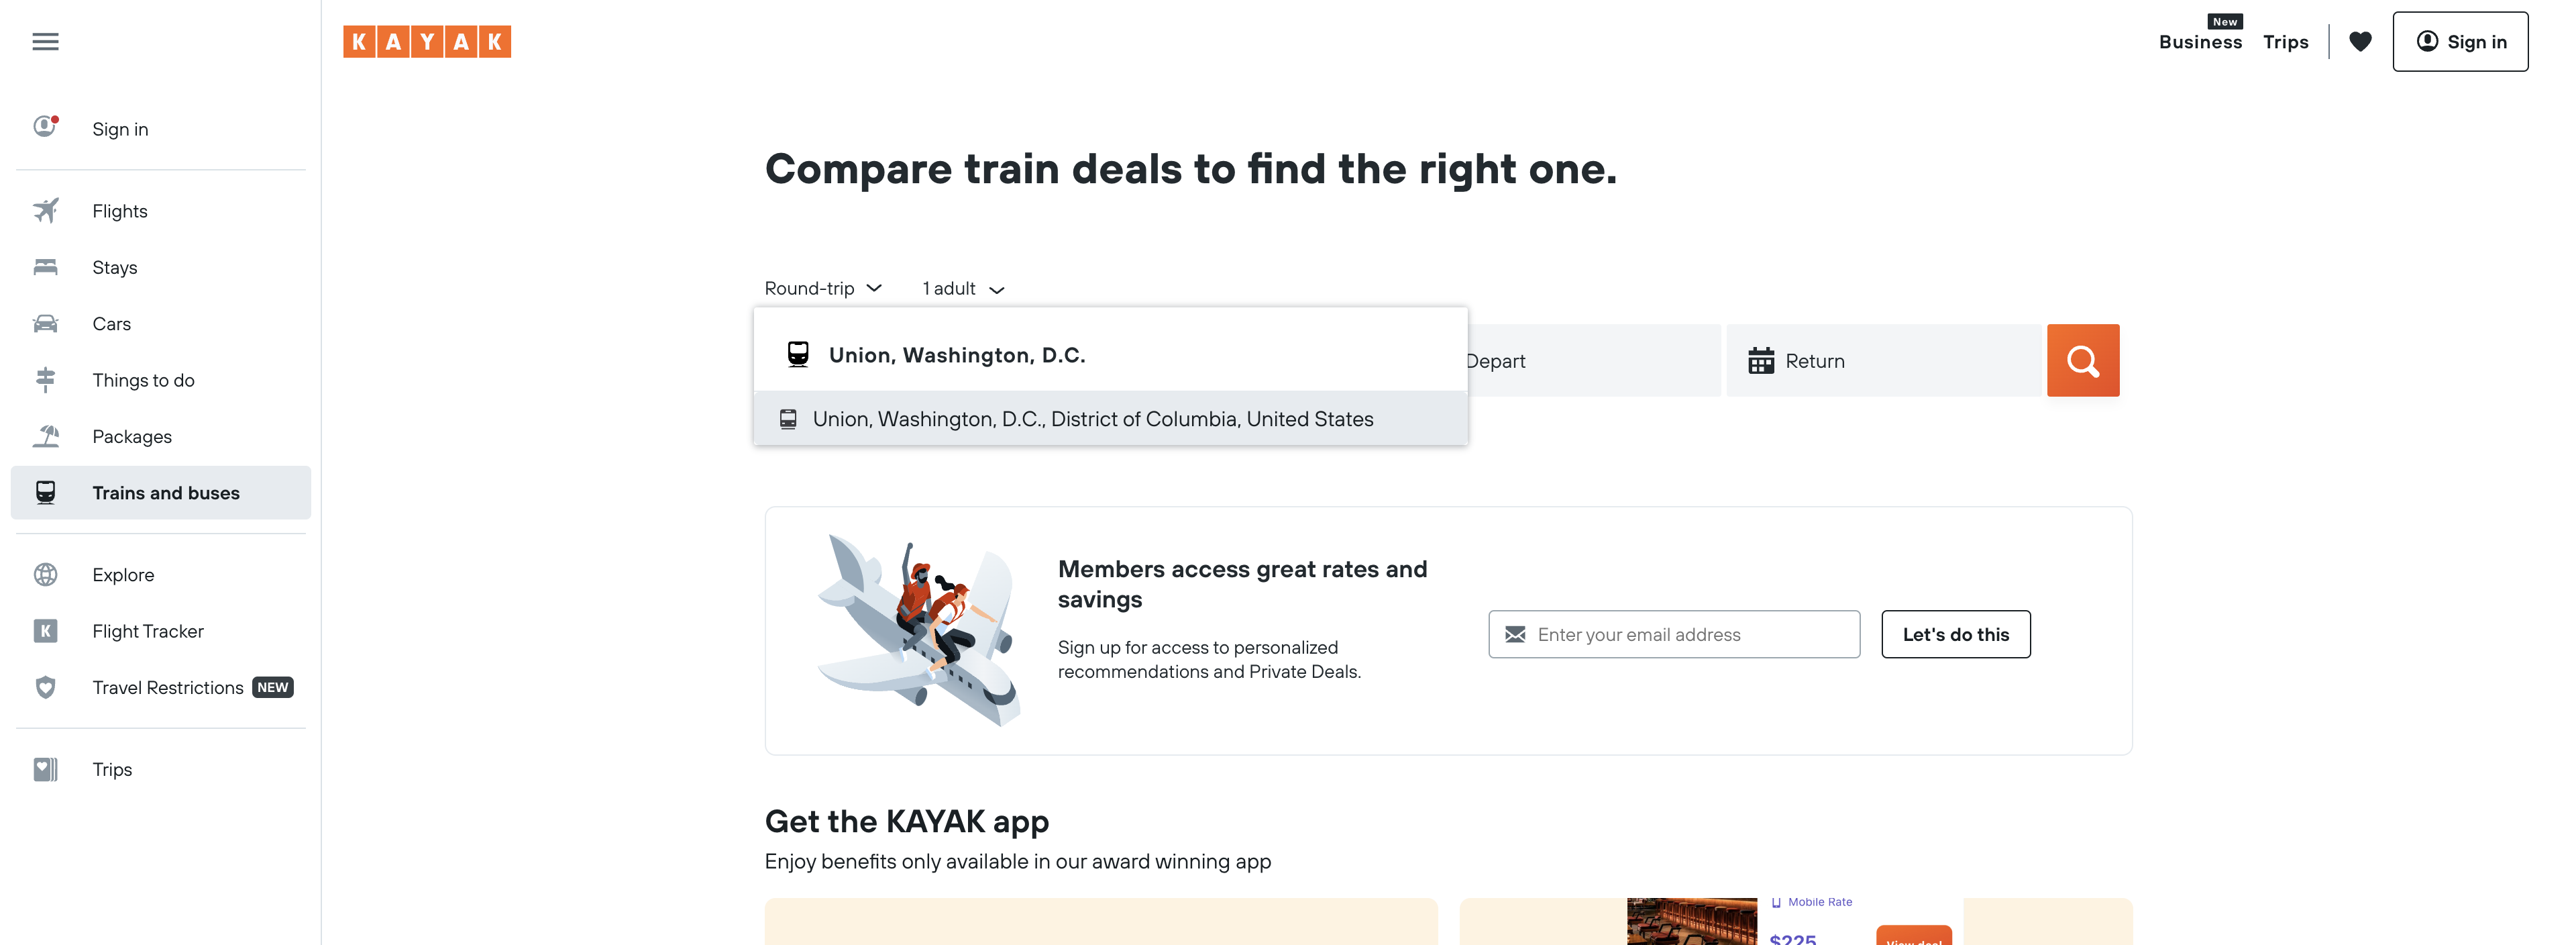 KAYAK
New
Business
Trips
Sign in
Sign in
Flights
Stays
Cars
Things to do
Packages
Trains and buses
Explore
Flight Tracker
Travel Restrictions NEW
Trips
Compare train deals to find the right one.
Round-trip
1 adult
Union, Washington, D.C.
Union, Washington, D.C., District of Columbia, United States
Depart
Return
Members access great rates and
savings
Sign up for access to personalized
recommendations and Private Deals.
Enter your email address
Let's do this
Get the KAYAK app
Enjoy benefits only available in our award winning app
Mobile Rate
$225
View deal